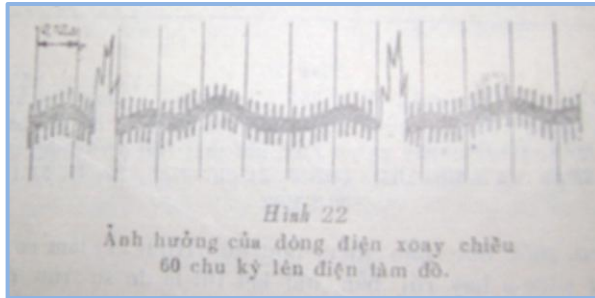 Hình 22
Ảnh hưởng của dòng điện xoay chiều
60 chu kỳ lên điện tâm đồ.